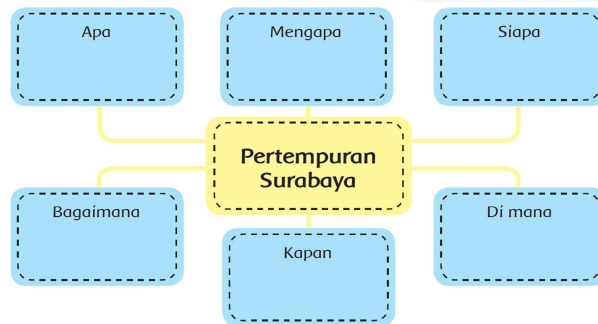 Apa
Mengapa
Siapa
Pertempuran
Surabaya
Bagaimana
Kapan
Di mana